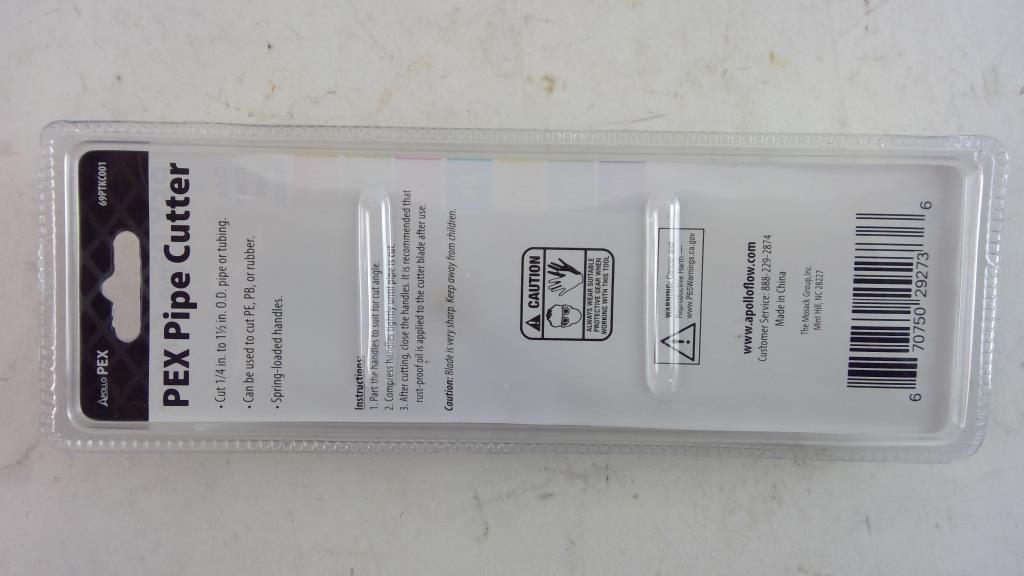 APOLLO PEX
69PTKC001
PEX Pipe Cutter
• Cut 1/4 in. to 1½ in. O.D. pipe or tubing.
• Can be used to cut PE, PB, or rubber.
• Spring-loaded handles.
Instructions:
1. Part the handles to suit for cut angle.
2. Compress handles tightly until pipe is cut.
3. After cutting, close the handles. It is recommended that
rust-proof oil is applied to the cutter blade after use.
Caution: Blade is very sharp. Keep away from children.
CAUTION
ALWAYS WEAR SUITABLE
PROTECTIVE GEAR WHEN
WORKING WITH THIS TOOL
WARNING: Cancer and
Reproductive Harm —
www.P65Warnings.ca.gov
www.apolloflow.com
Customer Service: 888-229-2874
Made in China
The Mosack Group, Inc.
Mint Hill, NC 28227
6 70750 29273 6